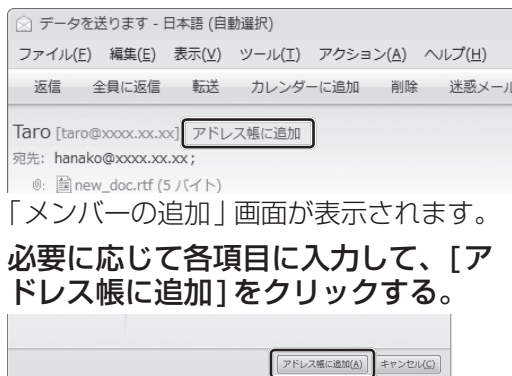 データを送ります - 日本語 (自動選択)
ファイル(F) 編集(E) 表示(V) ツール(T) アクション(A) ヘルプ(H)
返信 全員に返信 転送 カレンダーに追加 削除 迷惑メール
Taro [taro@xxxx.xx.xx] アドレス帳に追加
宛先: hanako@xxxx.xx.xx;
new_doc.rtf (5 バイト)
「メンバーの追加」画面が表示されます。
必要に応じて各項目に入力して、[ア
ドレス帳に追加]をクリックする。
アドレス帳に追加(A) キャンセル(C)